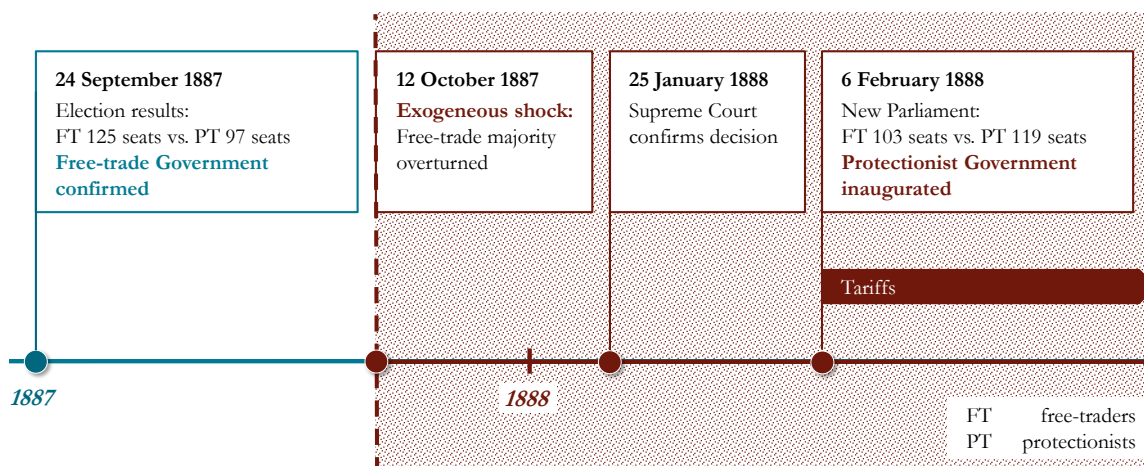 24 September 1887
Election results:
FT 125 seats vs. PT 97 seats
Free-trade Government
confirmed
12 October 1887
Exogeneous shock:
Free-trade majority
overturned
25 January 1888
Supreme Court
confirms decision
6 February 1888
New Parliament:
FT 103 seats vs. PT 119 seats
Protectionist Government
inaugurated
Tariffs
1887
1888
FT free-traders
PT protectionists